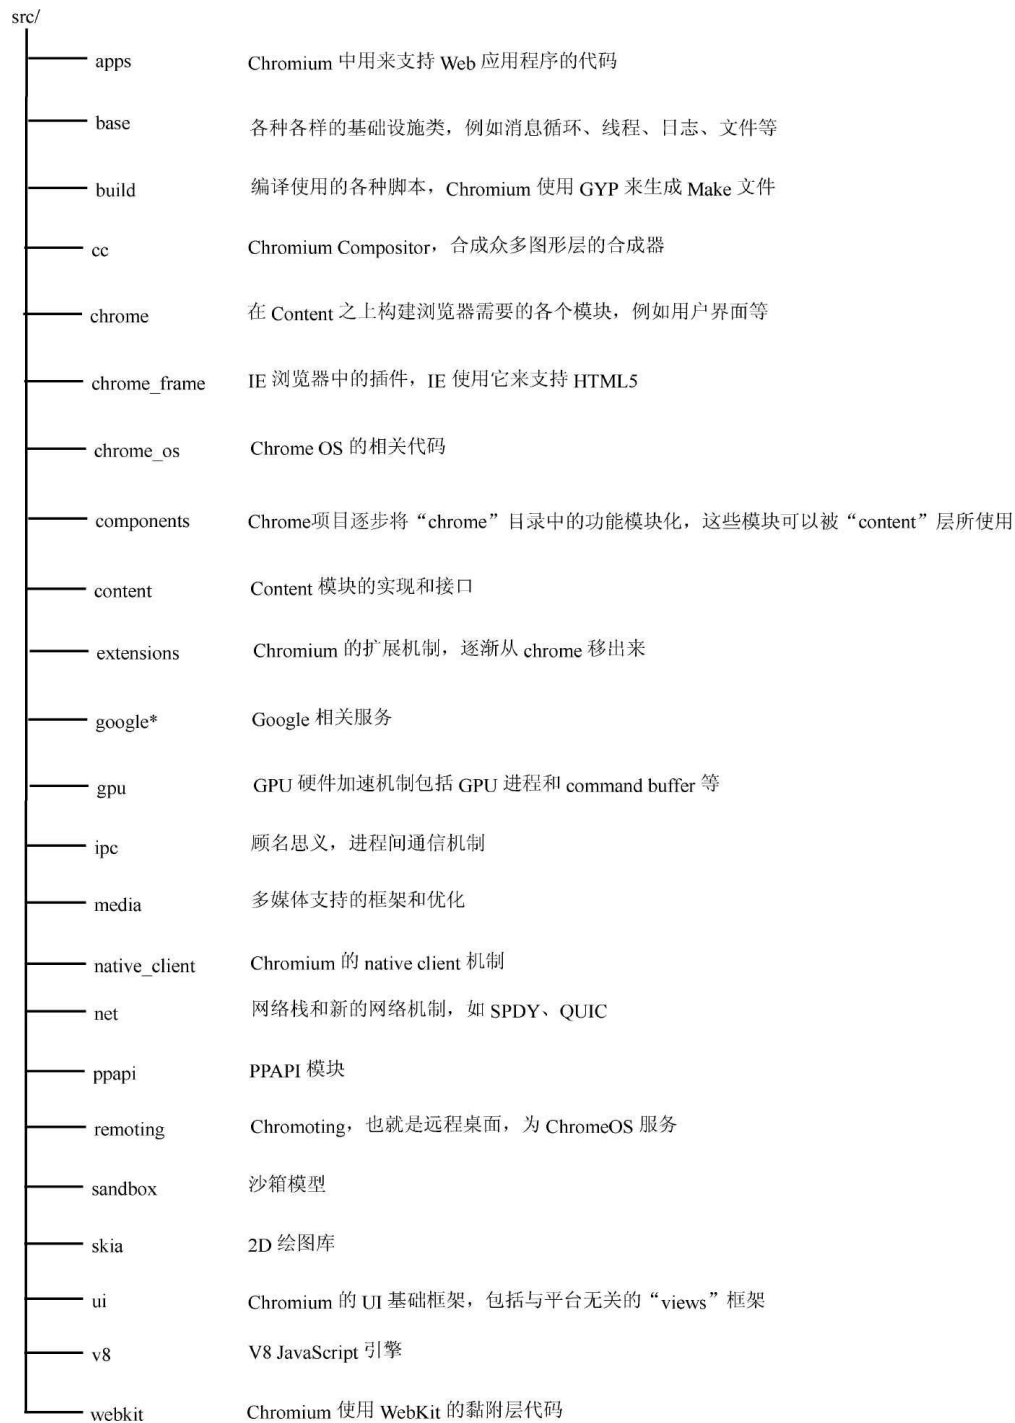 src/
apps Chromium 中用来支持 Web 应用程序的代码
base 各种各样的基础设施类，例如消息循环、线程、日志、文件等
build 编译使用的各种脚本，Chromium 使用 GYP 来生成 Make 文件
cc Chromium Compositor，合成众多图形层的合成器
chrome 在 Content 之上构建浏览器需要的各个模块，例如用户界面等
chrome_frame IE 浏览器中的插件，IE 使用它来支持 HTML5
chrome_os Chrome OS 的相关代码
components Chrome项目逐步将“chrome”目录中的功能模块化，这些模块可以被“content”层所使用
content Content 模块的实现和接口
extensions Chromium 的扩展机制，逐渐从 chrome 移出来
google* Google 相关服务
gpu GPU 硬件加速机制包括 GPU 进程和 command buffer 等
ipc 顾名思义，进程间通信机制
media 多媒体支持的框架和优化
native_client Chromium 的 native client 机制
net 网络栈和新的网络机制，如 SPDY、QUIC
ppapi PPAPI 模块
remoting Chromoting，也就是远程桌面，为 ChromeOS 服务
sandbox 沙箱模型
skia 2D 绘图库
ui Chromium 的 UI 基础框架，包括与平台无关的“views”框架
v8 V8 JavaScript 引擎
webkit Chromium 使用 WebKit 的黏附层代码